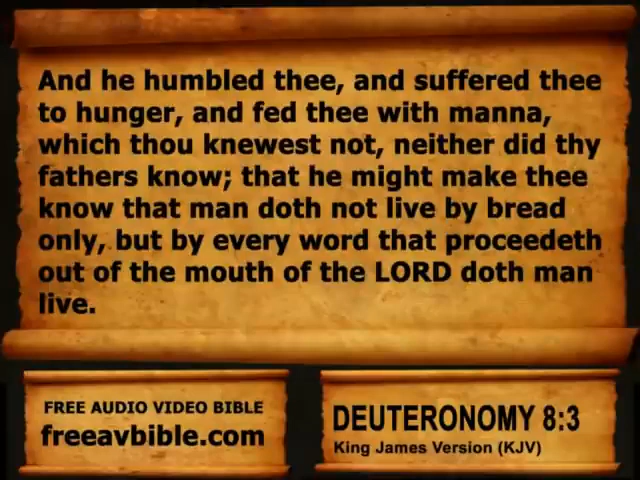 And he humbled thee, and suffered thee
to hunger, and fed thee with manna,
which thou knewest not, neither did thy
fathers know; that he might make thee
know that man doth not live by bread
only, but by every word that proceedeth
out of the mouth of the LORD doth man
live.
FREE AUDIO VIDEO BIBLE
freeavbible.com
DEUTERONOMY 8:3
King James Version (KJV)